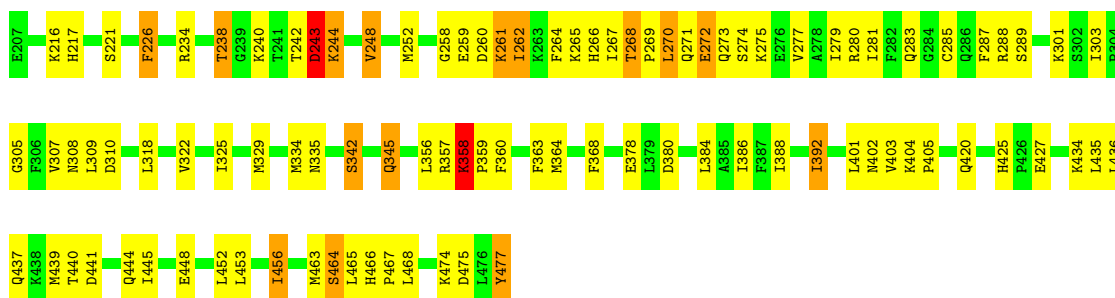 E207 K216 H217 S221 F226 R234 T238 G239 K240 T241 T242 D243 K244 V248 M252 G258 E259 D260 K261 I262 K263 F264 K265 H266 I267 T268 P269 L270 Q271 E272 Q273 S274 K275 E276 V277 A278 I279 R280 I281 F282 Q283 G284 C285 Q286 F287 R288 S289 K301 S302 I303
G305 F306 V307 N308 L309 D310 L318 V322 I325 M329 M334 N335 S342 Q345 L356 R357 K358 P359 F360 F363 M364 F368 E378 L379 D380 L384 A385 I386 F387 I388 I392 L401 N402 V403 K404 P405 Q420 H425 P426 E427 K434 L435
Q437 K438 M439 T440 D441 Q444 I445 E448 L452 L453 I456 M463 S464 L465 H466 P467 L468 K474 D475 L476 Y477